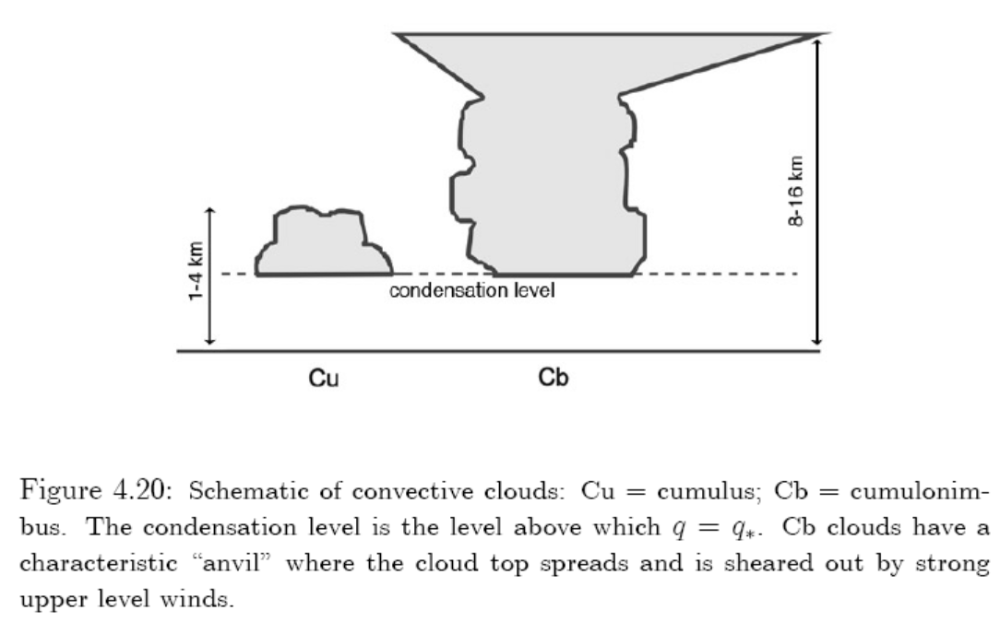 8-16 km
1-4 km
condensation level
Cu
Cb
Figure 4.20: Schematic of convective clouds: Cu = cumulus; Cb = cumulonim-
bus. The condensation level is the level above which q = q*. Cb clouds have a
characteristic “anvil” where the cloud top spreads and is sheared out by strong
upper level winds.